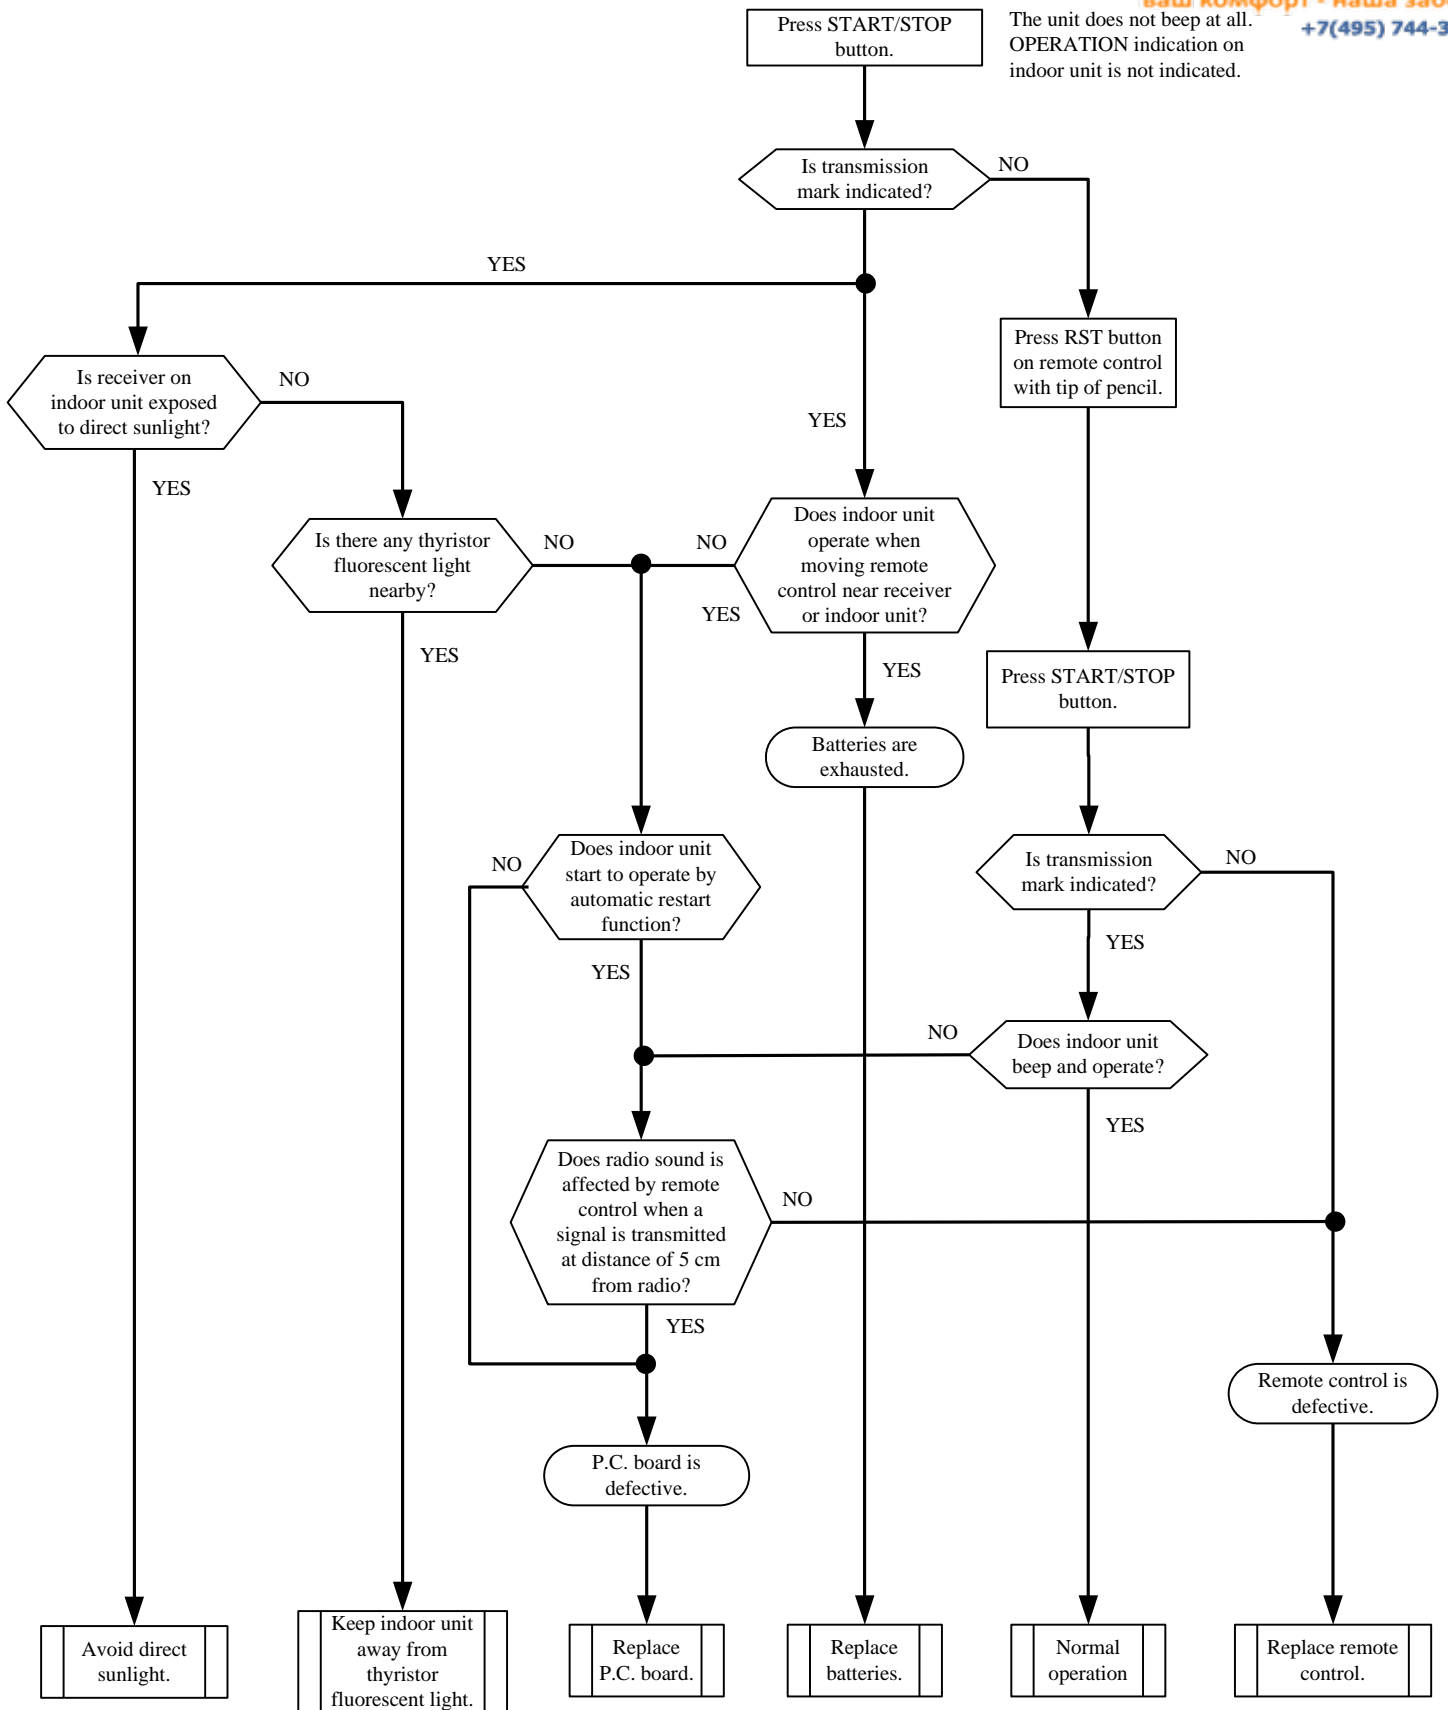 ваш комфорт - наша
+7(495) 744-3
Press START/STOP
button.
The unit does not beep at all.
OPERATION indication on
indoor unit is not indicated.
Is transmission
mark indicated?
NO
YES
Press RST button
on remote control
with tip of pencil.
Is receiver on
indoor unit exposed
to direct sunlight?
NO
YES
YES
Does indoor unit
operate when
moving remote
control near receiver
or indoor unit?
Is there any thyristor
fluorescent light
nearby?
NO
NO
YES
YES
YES
Press START/STOP
button.
Batteries are
exhausted.
Does indoor unit
start to operate by
automatic restart
function?
NO
Is transmission
mark indicated?
NO
YES
YES
Does indoor unit
beep and operate?
NO
YES
Does radio sound is
affected by remote
control when a
signal is transmitted
at distance of 5 cm
from radio?
NO
YES
Remote control is
defective.
P.C. board is
defective.
Avoid direct
sunlight.
Keep indoor unit
away from
thyristor
fluorescent light.
Replace
P.C. board.
Replace
batteries.
Normal
operation
Replace remote
control.